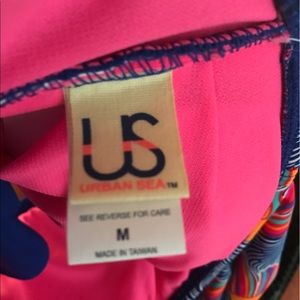 US
URBAN SEA™
SEE REVERSE FOR CARE
M
MADE IN TAIWAN